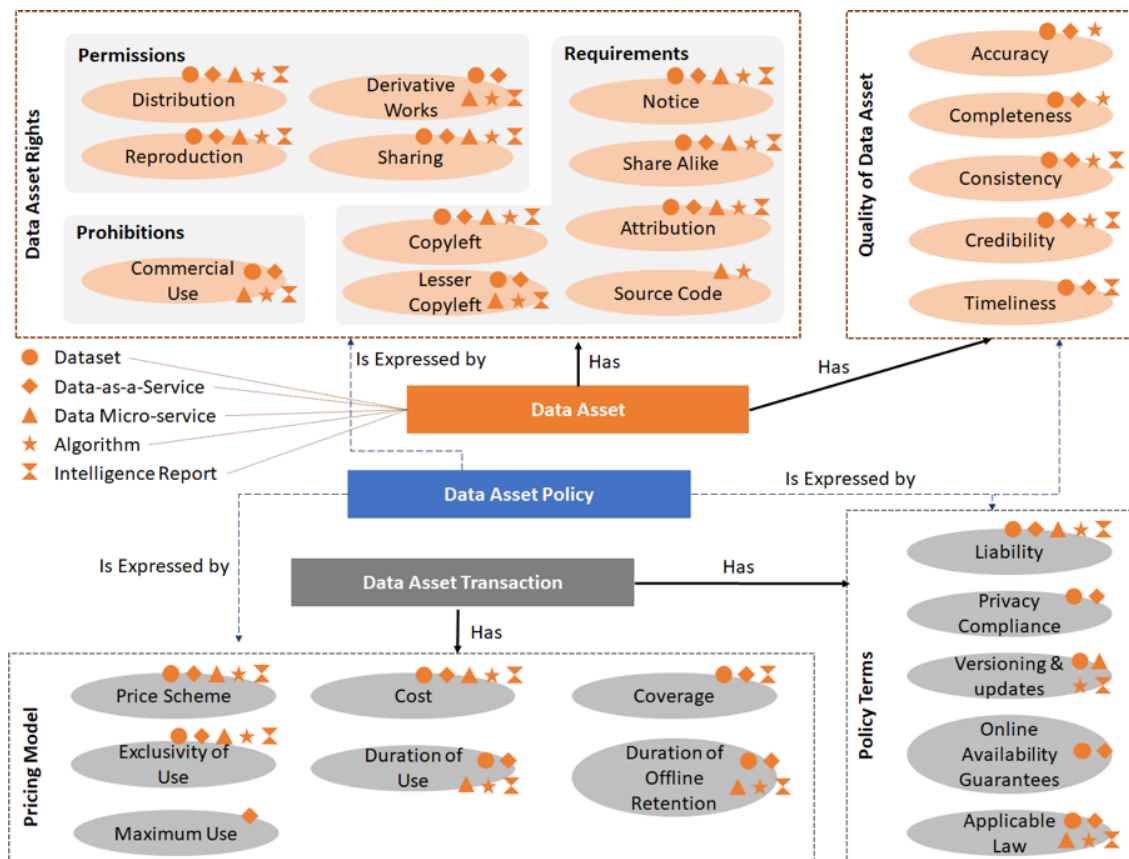 Permissions
Distribution
Derivative
Works
Reproduction
Sharing
Requirements
Notice
Share Alike
Attribution
Source Code
Copyleft
Lesser
Copyleft
Prohibitions
Commercial
Use
Data Asset Rights
Quality of Data Asset
Accuracy
Completeness
Consistency
Credibility
Timeliness
Dataset
Data-as-a-Service
Data Micro-service
Algorithm
Intelligence Report
Is Expressed by
Has
Has
Data Asset
Data Asset Policy
Is Expressed by
Is Expressed by
Data Asset Transaction
Has
Has
Pricing Model
Price Scheme
Cost
Coverage
Exclusivity of
Use
Duration of
Use
Duration of
Offline
Retention
Maximum Use
Policy Terms
Liability
Privacy
Compliance
Versioning &
updates
Online
Availability
Guarantees
Applicable
Law